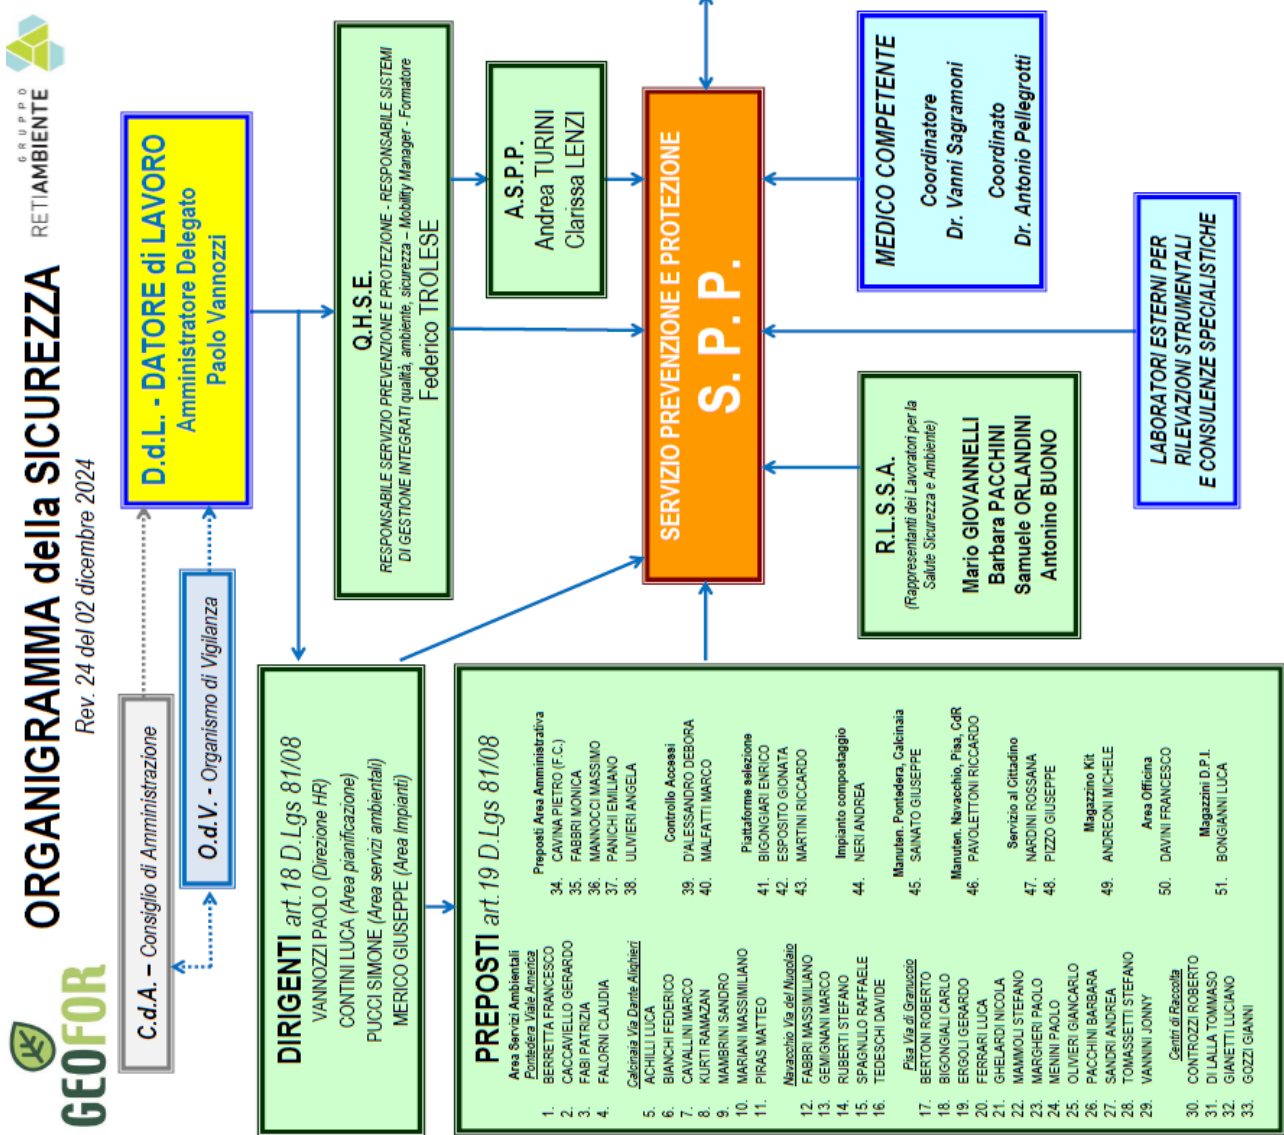 GEOFOR
ORGANIGRAMMA della SICUREZZA
Rev. 24 del 02 dicembre 2024
GRUPPO
RETIAMBIENTE
C.d.A. – Consiglio di Amministrazione
O.d.V. - Organismo di Vigilanza
D.d.L. - DATORE di LAVORO
Amministratore Delegato
Paolo Vannozzi
DIRIGENTI art.18 D.Lgs 81/08
VANNOZZI PAOLO (Direzione HR)
CONTINI LUCA (Area pianificazione)
PUCCI SIMONE (Area servizi ambientali)
MERICO GIUSEPPE (Area Impianti)
Q.H.S.E.
RESPONSABILE SERVIZIO PREVENZIONE E PROTEZIONE - RESPONSABILE SISTEMI
DI GESTIONE INTEGRATI qualità, ambiente, sicurezza – Mobility Manager - Formatore
Federico TROLESE
A.S.P.P.
Andrea TURINI
Clarissa LENZI
PREPOSTI art.19 D.Lgs 81/08
Area Servizi Ambientali
Pontedera Viale America
1. BERRETTA FRANCESCO
2. CACCAVIELLO GERARDO
3. FABI PATRIZIA
4. FALORNI CLAUDIA
Calcinaia Via Dante Alighieri
5. ACHILLI LUCA
6. BIANCHI FEDERICO
7. CAVALLINI MARCO
8. KURTI RAMAZAN
9. MAMBRINI SANDRO
10. MARIANI MASSIMILIANO
11. PIRAS MATTEO
Navacchio Via del Nugolaio
12. FABBRI MASSIMILIANO
13. GEMIGNANI MARCO
14. RUBERTI STEFANO
15. SPAGNULO RAFFAELE
16. TEDESCHI DAVIDE
Pisa Via di Granuccio
17. BERTONI ROBERTO
18. BIGONGIALI CARLO
19. ERGOLI GERARDO
20. FERRARI LUCA
21. GHELARDI NICOLA
22. MAMMOLI STEFANO
23. MARGHERI PAOLO
24. MENINI PAOLO
25. OLIVIERI GIANCARLO
26. PACCHINI BARBARA
27. SANDRI ANDREA
28. TOMASSETTI STEFANO
29. VANNINI JONNY
Centri di Raccolta
30. CONTROZZI ROBERTO
31. DI LALLA TOMMASO
32. GIANETTI LUCIANO
33. GOZZI GIANNI
Preposti Area Amministrativa
34. CAVINA PIETRO (F.C.)
35. FABBRI MONICA
36. MANNOCCI MASSIMO
37. PANICHI EMILIANO
38. ULIVIERI ANGELA
Controllo Accessi
39. D'ALESSANDRO DEBORA
40. MALFATTI MARCO
Piattaforme selezione
41. BIGONGIARI ENRICO
42. ESPOSITO GIONATA
43. MARTINI RICCARDO
Impianto compostaggio
44. NERI ANDREA
Manuten. Pontedera, Calcinaia
45. SAINATO GIUSEPPE
Manuten. Navacchio, Pisa, CdR
46. PAVOLETTONI RICCARDO
Servizio al Cittadino
47. NARDINI ROSSANA
48. PIZZO GIUSEPPE
Magazzino Kit
49. ANDREONI MICHELE
Area Officina
50. DAVINI FRANCESCO
Magazzini D.P.I.
51. BONGIANNI LUCA
SERVIZIO PREVENZIONE E PROTEZIONE
S. P. P.
R.L.S.S.A.
(Rappresentanti dei Lavoratori per la
Salute Sicurezza e Ambiente)
Mario GIOVANNELLI
Barbara PACCHINI
Samuele ORLANDINI
Antonino BUONO
MEDICO COMPETENTE
Coordinatore
Dr. Vanni Sagramoni
Coordinato
Dr. Antonio Pellegrotti
LABORATORI ESTERNI PER
RILEVAZIONI STRUMENTALI
E CONSULENZE SPECIALISTICHE